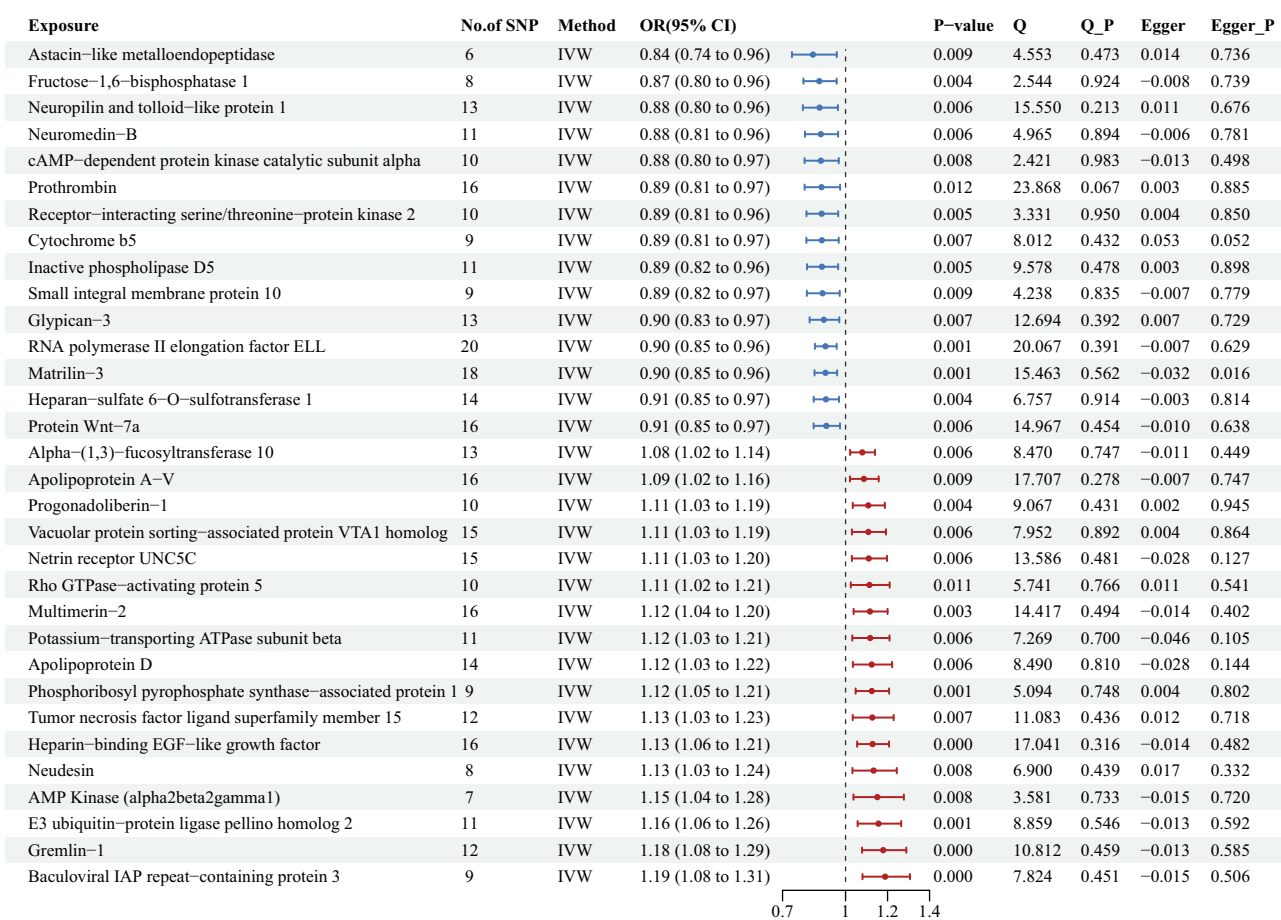 Exposure No.of SNP Method OR(95% CI) P−value Q Q_P Egger Egger_P
Astacin−like metalloendopeptidase 6 IVW 0.84 (0.74 to 0.96) 0.009 4.553 0.473 0.014 0.736
Fructose−1,6−bisphosphatase 1 8 IVW 0.87 (0.80 to 0.96) 0.004 2.544 0.924 −0.008 0.739
Neuropilin and tolloid−like protein 1 13 IVW 0.88 (0.80 to 0.96) 0.006 15.550 0.213 0.011 0.676
Neuromedin−B 11 IVW 0.88 (0.81 to 0.96) 0.006 4.965 0.894 −0.006 0.781
cAMP−dependent protein kinase catalytic subunit alpha 10 IVW 0.88 (0.80 to 0.97) 0.008 2.421 0.983 −0.013 0.498
Prothrombin 16 IVW 0.89 (0.81 to 0.97) 0.012 23.868 0.067 0.003 0.885
Receptor−interacting serine/threonine−protein kinase 2 10 IVW 0.89 (0.81 to 0.96) 0.005 3.331 0.950 0.004 0.850
Cytochrome b5 9 IVW 0.89 (0.81 to 0.97) 0.007 8.012 0.432 0.053 0.052
Inactive phospholipase D5 11 IVW 0.89 (0.82 to 0.96) 0.005 9.578 0.478 0.003 0.898
Small integral membrane protein 10 9 IVW 0.89 (0.82 to 0.97) 0.009 4.238 0.835 −0.007 0.779
Glypican−3 13 IVW 0.90 (0.83 to 0.97) 0.007 12.694 0.392 0.007 0.729
RNA polymerase II elongation factor ELL 20 IVW 0.90 (0.85 to 0.96) 0.001 20.067 0.391 −0.007 0.629
Matrilin−3 18 IVW 0.90 (0.85 to 0.96) 0.001 15.463 0.562 −0.032 0.016
Heparan−sulfate 6−O−sulfotransferase 1 14 IVW 0.91 (0.85 to 0.97) 0.004 6.757 0.914 −0.003 0.814
Protein Wnt−7a 16 IVW 0.91 (0.85 to 0.97) 0.006 14.967 0.454 −0.010 0.638
Alpha−(1,3)−fucosyltransferase 10 13 IVW 1.08 (1.02 to 1.14) 0.006 8.470 0.747 −0.011 0.449
Apolipoprotein A−V 16 IVW 1.09 (1.02 to 1.16) 0.009 17.707 0.278 −0.007 0.747
Progonadoliberin−1 10 IVW 1.11 (1.03 to 1.19) 0.004 9.067 0.431 0.002 0.945
Vacuolar protein sorting−associated protein VTA1 homolog 15 IVW 1.11 (1.03 to 1.19) 0.006 7.952 0.892 0.004 0.864
Netrin receptor UNC5C 15 IVW 1.11 (1.03 to 1.20) 0.006 13.586 0.481 −0.028 0.127
Rho GTPase−activating protein 5 10 IVW 1.11 (1.02 to 1.21) 0.011 5.741 0.766 0.011 0.541
Multimerin−2 16 IVW 1.12 (1.04 to 1.20) 0.003 14.417 0.494 −0.014 0.402
Potassium−transporting ATPase subunit beta 11 IVW 1.12 (1.03 to 1.21) 0.006 7.269 0.700 −0.046 0.105
Apolipoprotein D 14 IVW 1.12 (1.03 to 1.22) 0.006 8.490 0.810 −0.028 0.144
Phosphoribosyl pyrophosphate synthase−associated protein 1 9 IVW 1.12 (1.05 to 1.21) 0.001 5.094 0.748 0.004 0.802
Tumor necrosis factor ligand superfamily member 15 12 IVW 1.13 (1.03 to 1.23) 0.007 11.083 0.436 0.012 0.718
Heparin−binding EGF−like growth factor 16 IVW 1.13 (1.06 to 1.21) 0.000 17.041 0.316 −0.014 0.482
Neudesin 8 IVW 1.13 (1.03 to 1.24) 0.008 6.900 0.439 0.017 0.332
AMP Kinase (alpha2beta2gamma1) 7 IVW 1.15 (1.04 to 1.28) 0.008 3.581 0.733 −0.015 0.720
E3 ubiquitin−protein ligase pellino homolog 2 11 IVW 1.16 (1.06 to 1.26) 0.001 8.859 0.546 −0.013 0.592
Gremlin−1 12 IVW 1.18 (1.08 to 1.29) 0.000 10.812 0.459 −0.013 0.585
Baculoviral IAP repeat−containing protein 3 9 IVW 1.19 (1.08 to 1.31) 0.000 7.824 0.451 −0.015 0.506
0.7 1 1.2 1.4